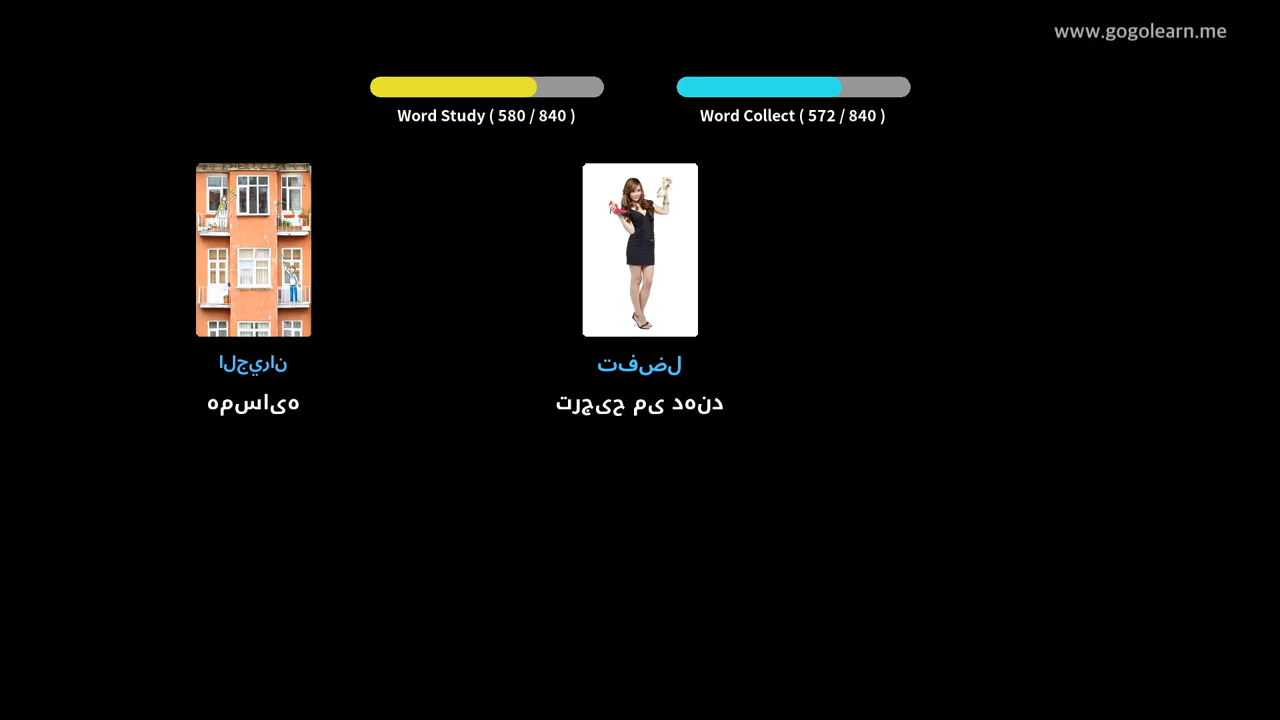 www.gogolearn.me
Word Study ( 580 / 840 )
Word Collect ( 572 / 840 )
الجيران
تفضل
همسایه
ترجیح می دهند